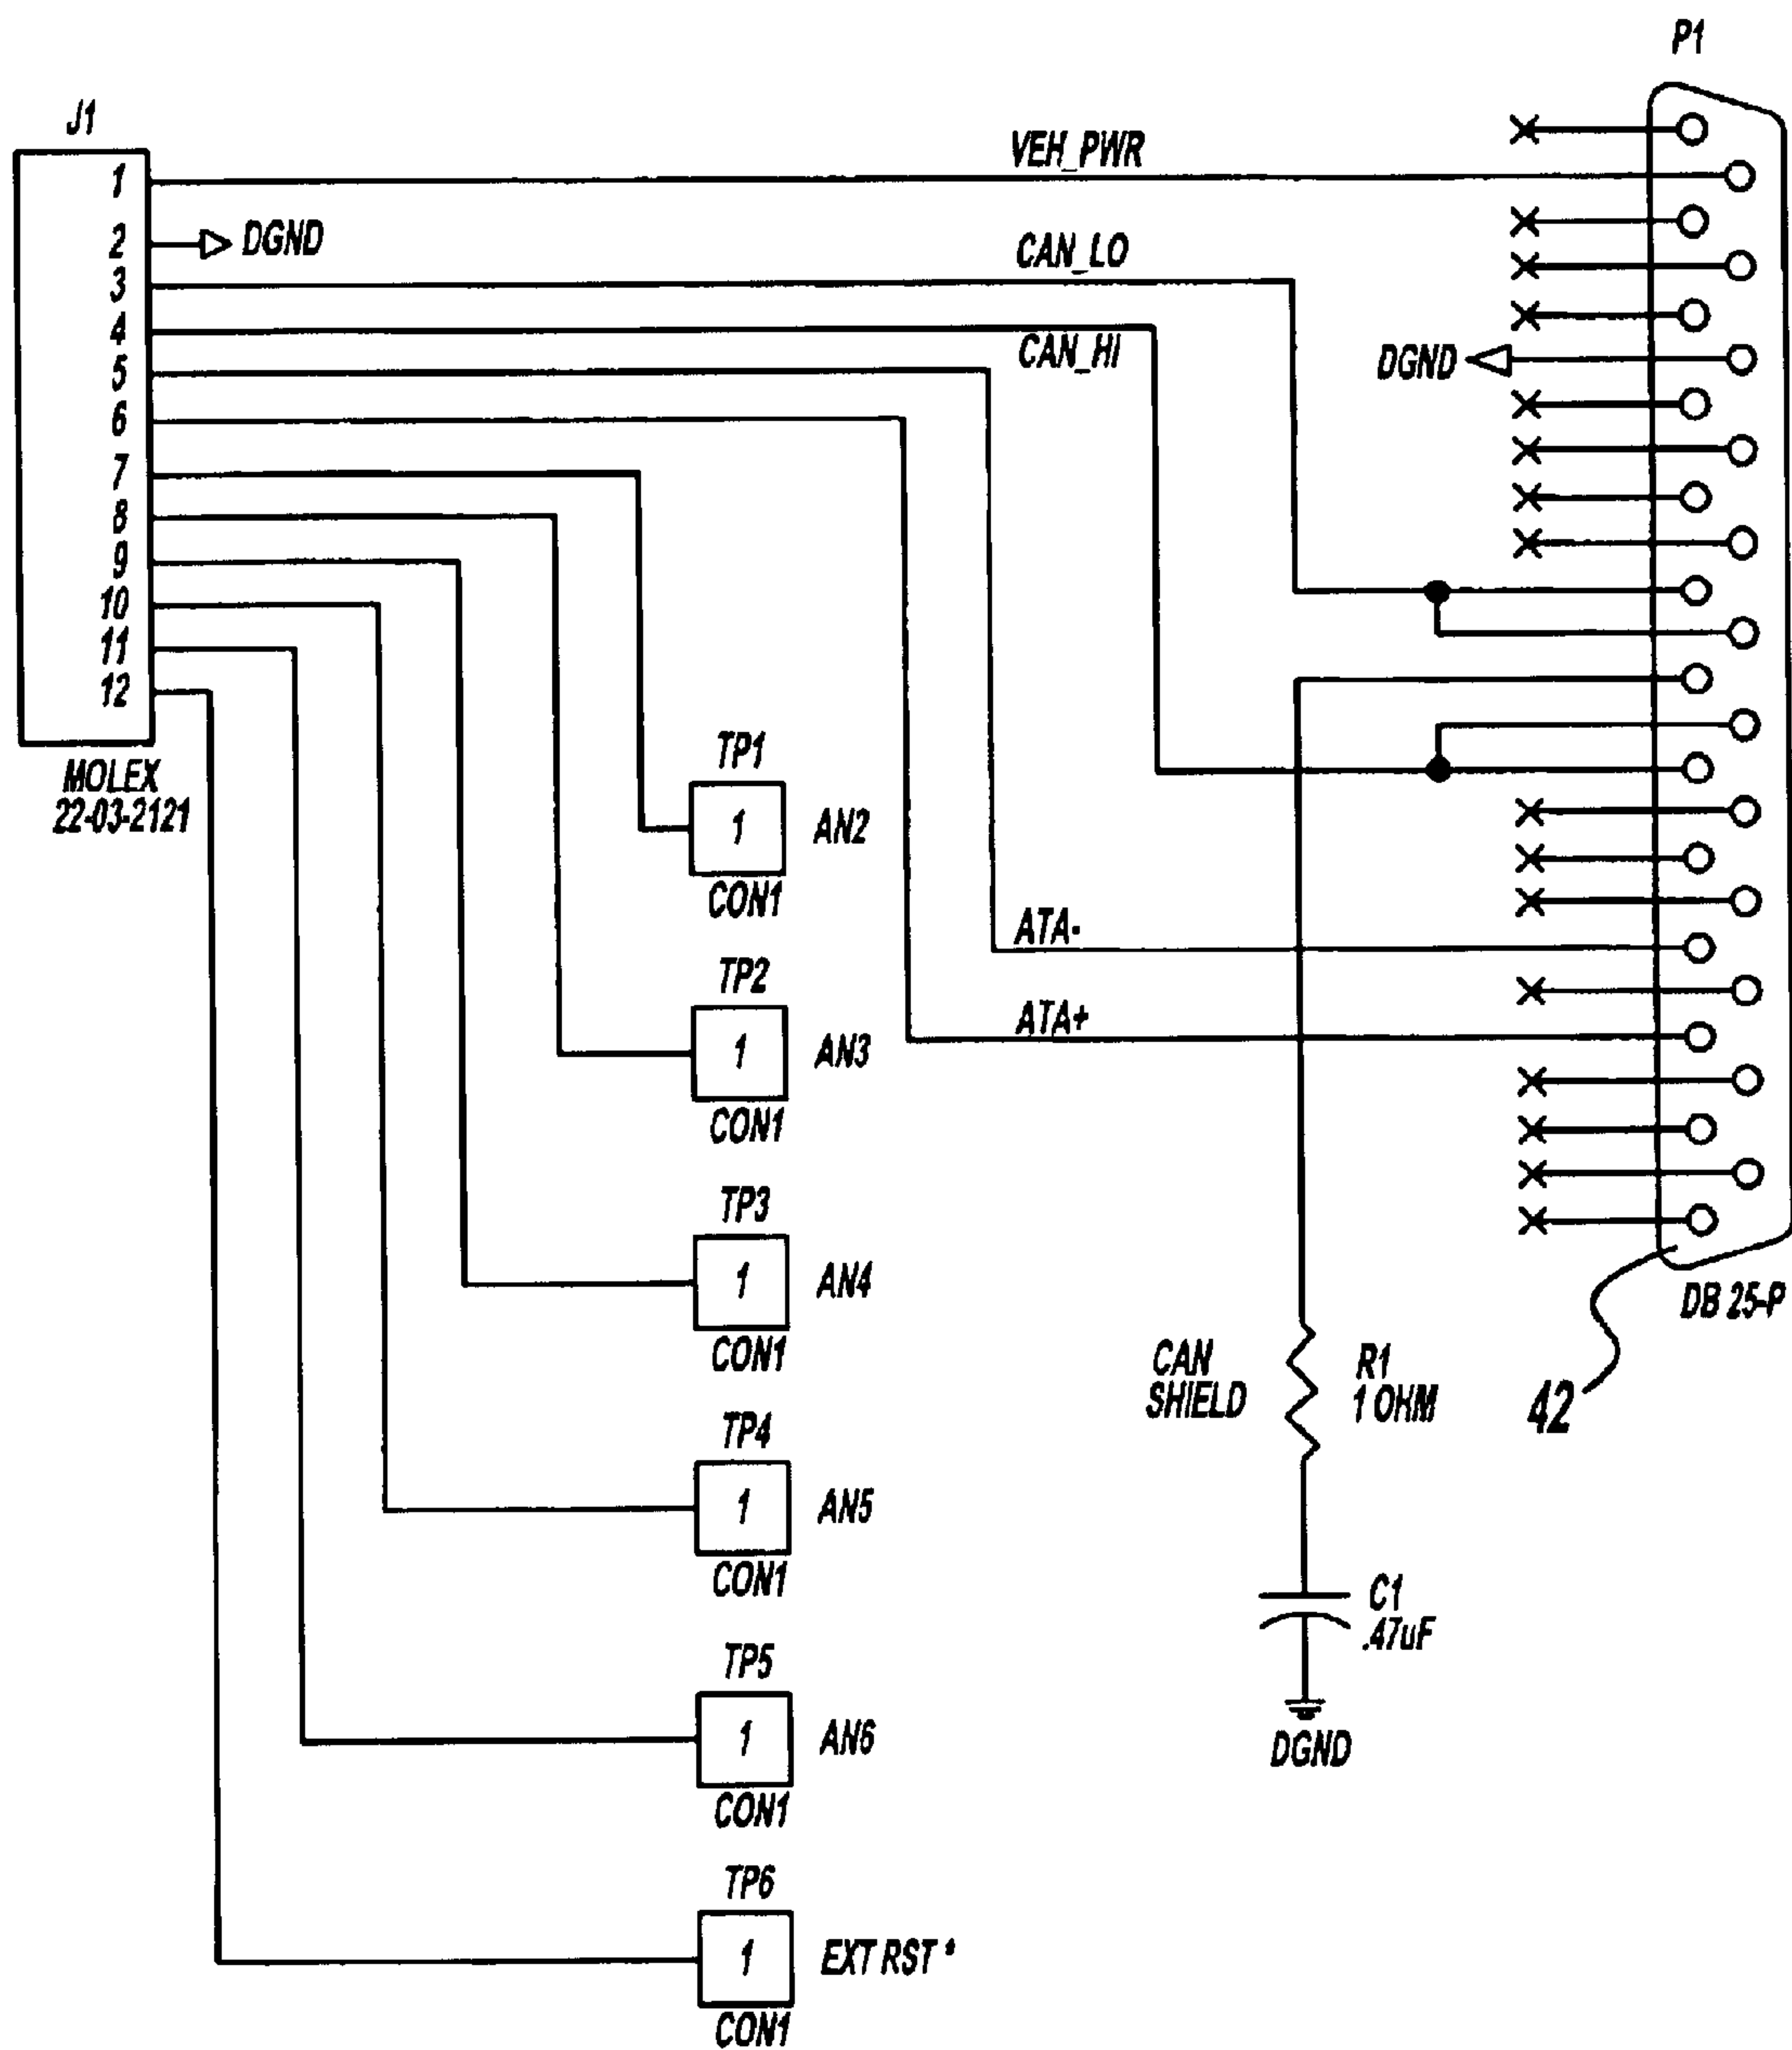 P1
J1
1
2
3
4
5
6
7
8
9
10
11
12
MOLEX
22-03-2121
DGND
VEH_PWR
CAN_LO
CAN_HI
DGND
ATA-
ATA+
TP1
1
AN2
CON1
TP2
1
AN3
CON1
TP3
1
AN4
CON1
TP4
1
AN5
CON1
TP5
1
AN6
CON1
TP6
1
EXT RST *
CON1
CAN
SHIELD
R1
1 OHM
C1
.47uF
DGND
DB 25-P
42